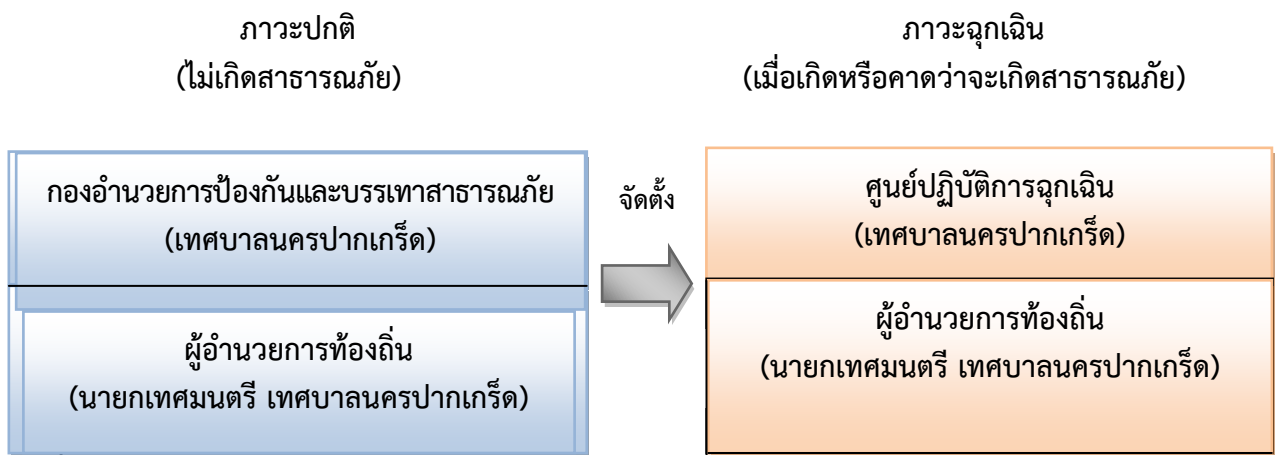 ภาวะปกติ
(ไม่เกิดสาธารณภัย)
ภาวะฉุกเฉิน
(เมื่อเกิดหรือคาดว่าจะเกิดสาธารณภัย)
กองอำนวยการป้องกันและบรรเทาสาธารณภัย
(เทศบาลนครปากเกร็ด)
จัดตั้ง
ศูนย์ปฏิบัติการฉุกเฉิน
(เทศบาลนครปากเกร็ด)
ผู้อำนวยการท้องถิ่น
(นายกเทศมนตรี เทศบาลนครปากเกร็ด)
ผู้อำนวยการท้องถิ่น
(นายกเทศมนตรี เทศบาลนครปากเกร็ด)